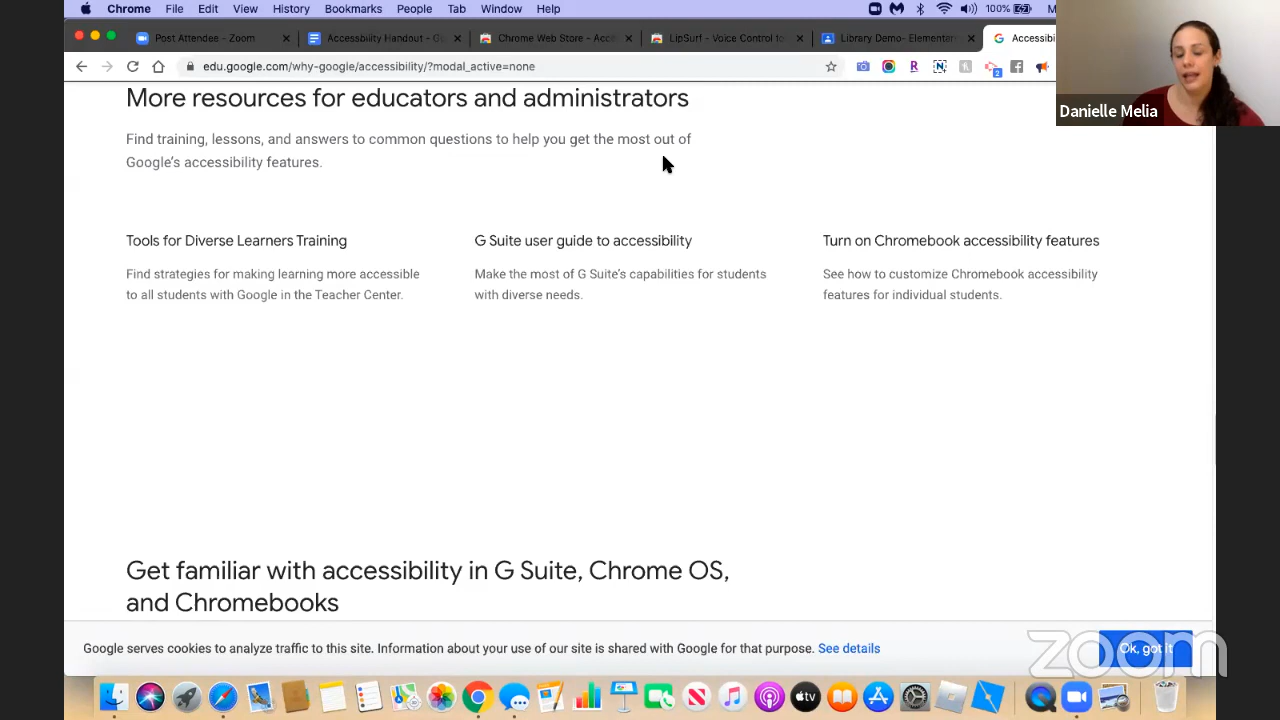 Chrome File Edit View History Bookmarks People Tab Window Help 100%
Post Attendee - Zoom
Accessbility Handout - G
Chrome Web Store - Acc
LipSurf - Voice Control fo
Library Demo- Elementar
Accessibi
edu.google.com/why-google/accessibility/?modal_active=none
2
Danielle Melia
More resources for educators and administrators
Find training, lessons, and answers to common questions to help you get the most out of
Google's accessibility features.
Tools for Diverse Learners Training
Find strategies for making learning more accessible
to all students with Google in the Teacher Center.
G Suite user guide to accessibility
Make the most of G Suite's capabilities for students
with diverse needs.
Turn on Chromebook accessibility features
See how to customize Chromebook accessibility
features for individual students.
Get familiar with accessibility in G Suite, Chrome OS,
and Chromebooks
Google serves cookies to analyze traffic to this site. Information about your use of our site is shared with Google for that purpose. See details
Ok, got it
zoom
tv